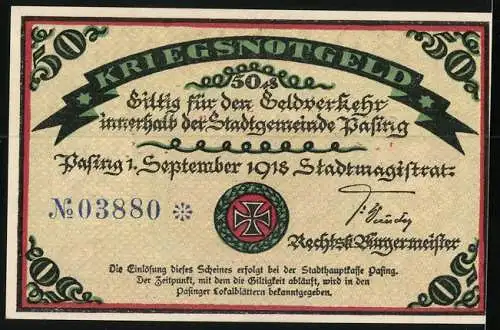 50 50
KRIEGSNOTGELD
50 ₰
Giltig für den Geldverkehr
innerhalb der Stadtgemeinde Pasing
Pasing 1. September 1918 Stadtmagistrat:
№ 03880 *
Rechtsk. Bürgermeister
Die Einlösung dieses Scheines erfolgt bei der Stadthauptkasse Pasing.
Der Zeitpunkt, mit dem die Giltigkeit abläuft, wird in den
Pasinger Lokalblättern bekanntgegeben.
50 50